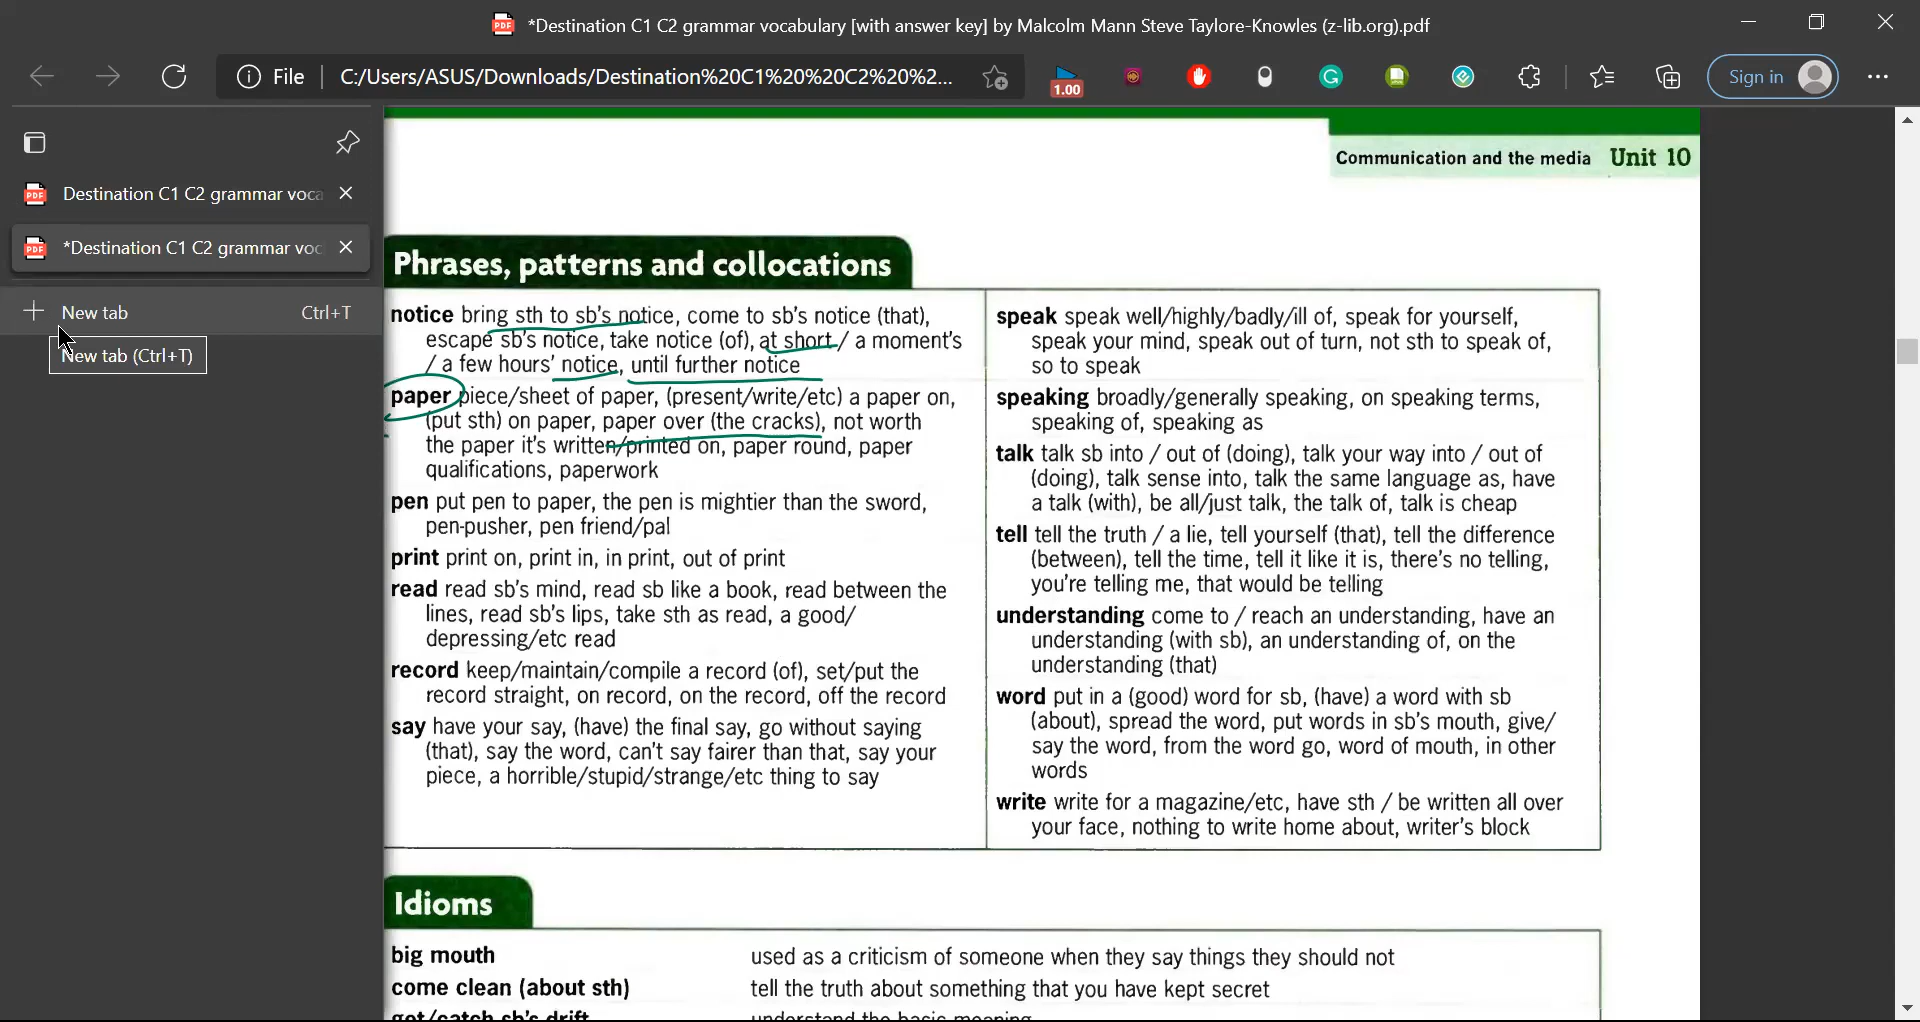 *Destination C1 C2 grammar vocabulary [with answer key] by Malcolm Mann Steve Taylore-Knowles (z-lib.org).pdf
File
C:/Users/ASUS/Downloads/Destination%20C1%20%20C2%20%2...
1.00
Sign in
Destination C1 C2 grammar voca
*Destination C1 C2 grammar voc
New tab Ctrl+T
New tab (Ctrl+T)
Communication and the media Unit 10
Phrases, patterns and collocations
notice bring sth to sb's notice, come to sb's notice (that),
escape sb's notice, take notice (of), at short / a moment's
/ a few hours' notice, until further notice
paper piece/sheet of paper, (present/write/etc) a paper on,
(put sth) on paper, paper over (the cracks), not worth
the paper it's written/printed on, paper round, paper
qualifications, paperwork
pen put pen to paper, the pen is mightier than the sword,
pen-pusher, pen friend/pal
print print on, print in, in print, out of print
read read sb's mind, read sb like a book, read between the
lines, read sb's lips, take sth as read, a good/
depressing/etc read
record keep/maintain/compile a record (of), set/put the
record straight, on record, on the record, off the record
say have your say, (have) the final say, go without saying
(that), say the word, can't say fairer than that, say your
piece, a horrible/stupid/strange/etc thing to say
speak speak well/highly/badly/ill of, speak for yourself,
speak your mind, speak out of turn, not sth to speak of,
so to speak
speaking broadly/generally speaking, on speaking terms,
speaking of, speaking as
talk talk sb into / out of (doing), talk your way into / out of
(doing), talk sense into, talk the same language as, have
a talk (with), be all/just talk, the talk of, talk is cheap
tell tell the truth / a lie, tell yourself (that), tell the difference
(between), tell the time, tell it like it is, there's no telling,
you're telling me, that would be telling
understanding come to / reach an understanding, have an
understanding (with sb), an understanding of, on the
understanding (that)
word put in a (good) word for sb, (have) a word with sb
(about), spread the word, put words in sb's mouth, give/
say the word, from the word go, word of mouth, in other
words
write write for a magazine/etc, have sth / be written all over
your face, nothing to write home about, writer's block
Idioms
big mouth used as a criticism of someone when they say things they should not
come clean (about sth) tell the truth about something that you have kept secret
get/catch sb's drift understand the basic meaning